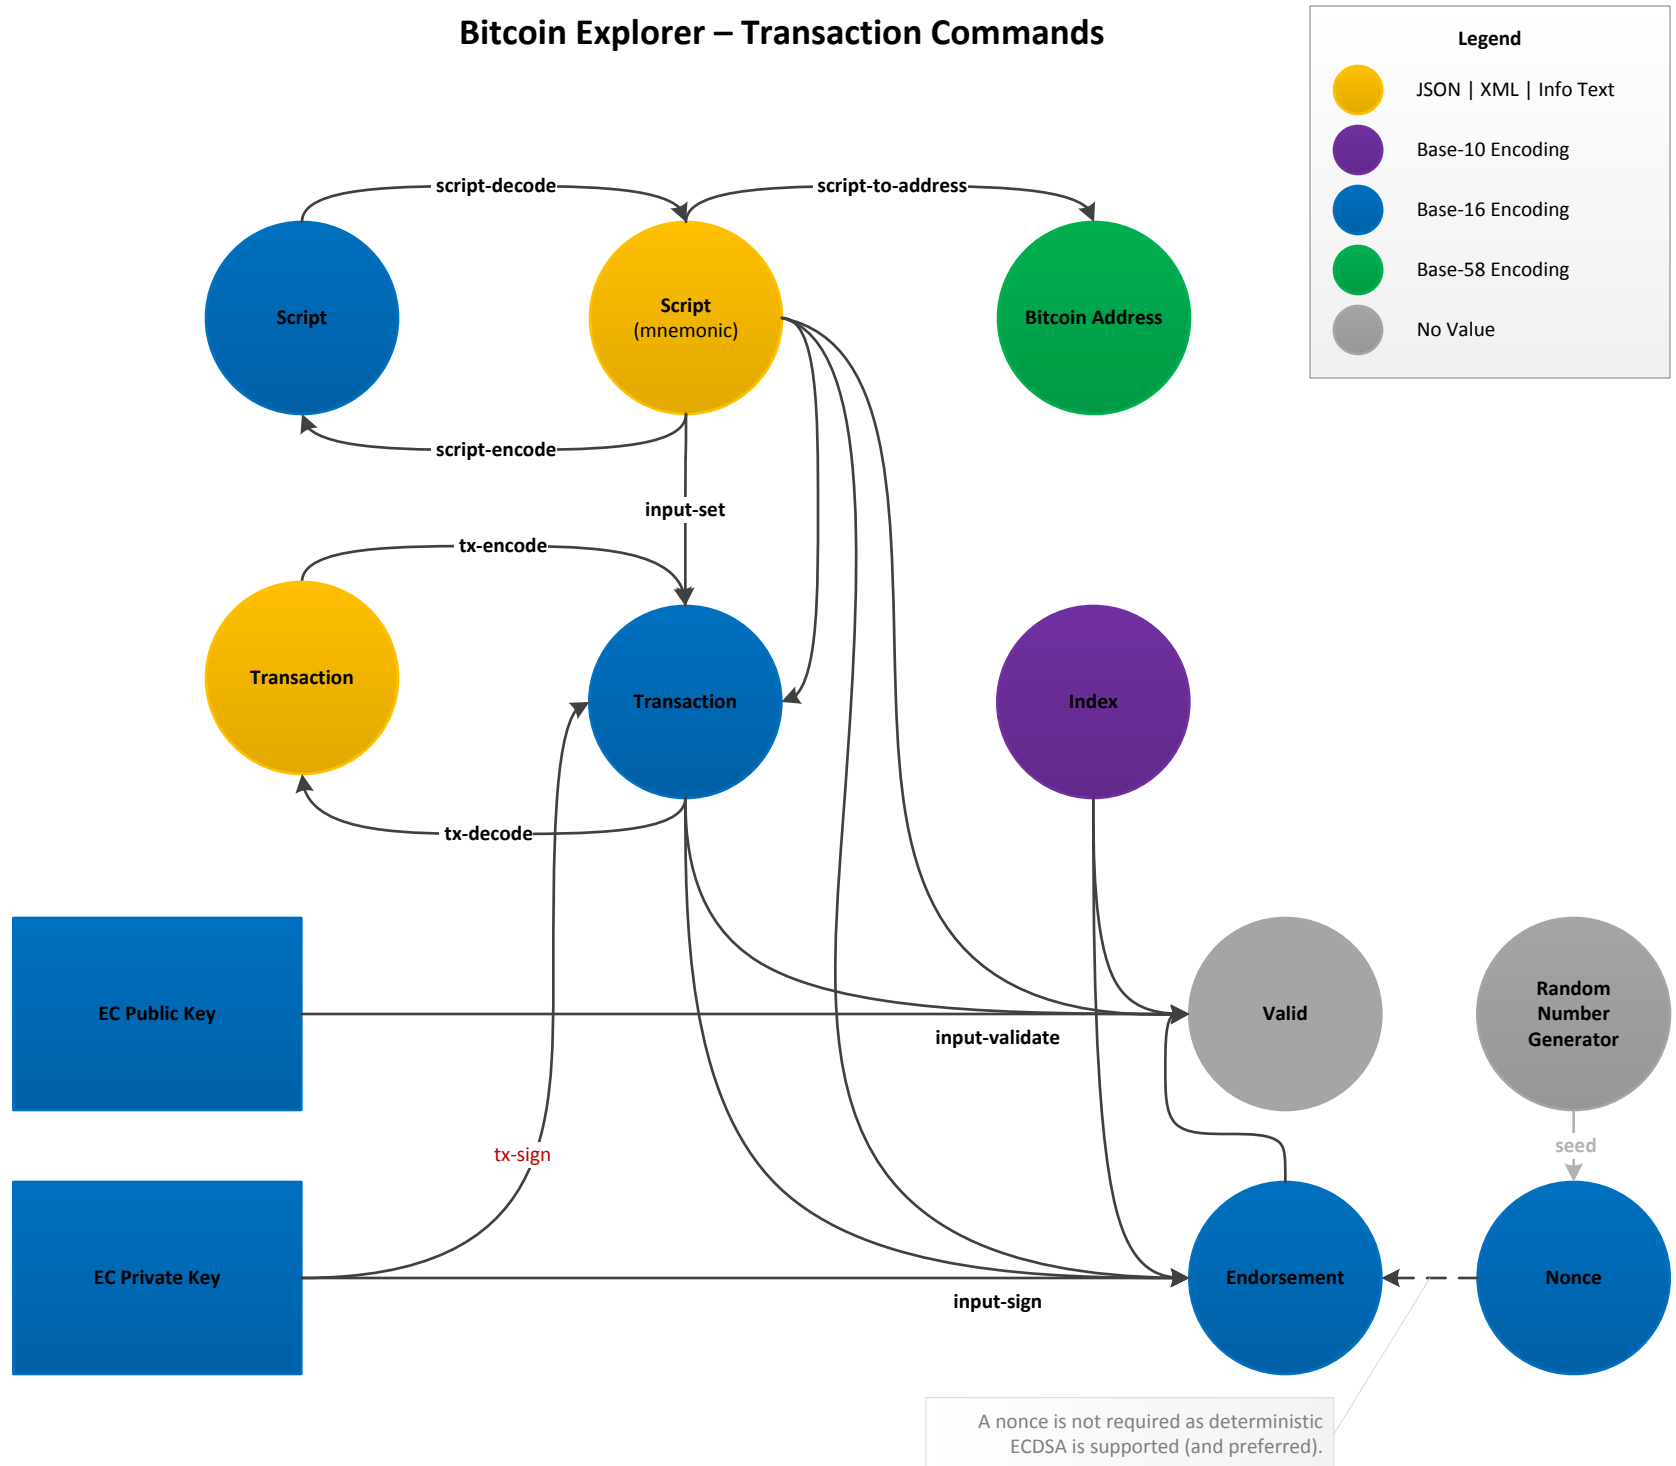 Bitcoin Explorer – Transaction Commands
Legend
JSON | XML | Info Text
Base-10 Encoding
Base-16 Encoding
Base-58 Encoding
No Value
script-decode
script-to-address
Script
Script
(mnemonic)
Bitcoin Address
script-encode
input-set
tx-encode
Transaction
Transaction
Index
tx-decode
EC Public Key
Valid
Random
Number
Generator
input-validate
tx-sign
seed
EC Private Key
Endorsement
Nonce
input-sign
A nonce is not required as deterministic
ECDSA is supported (and preferred).